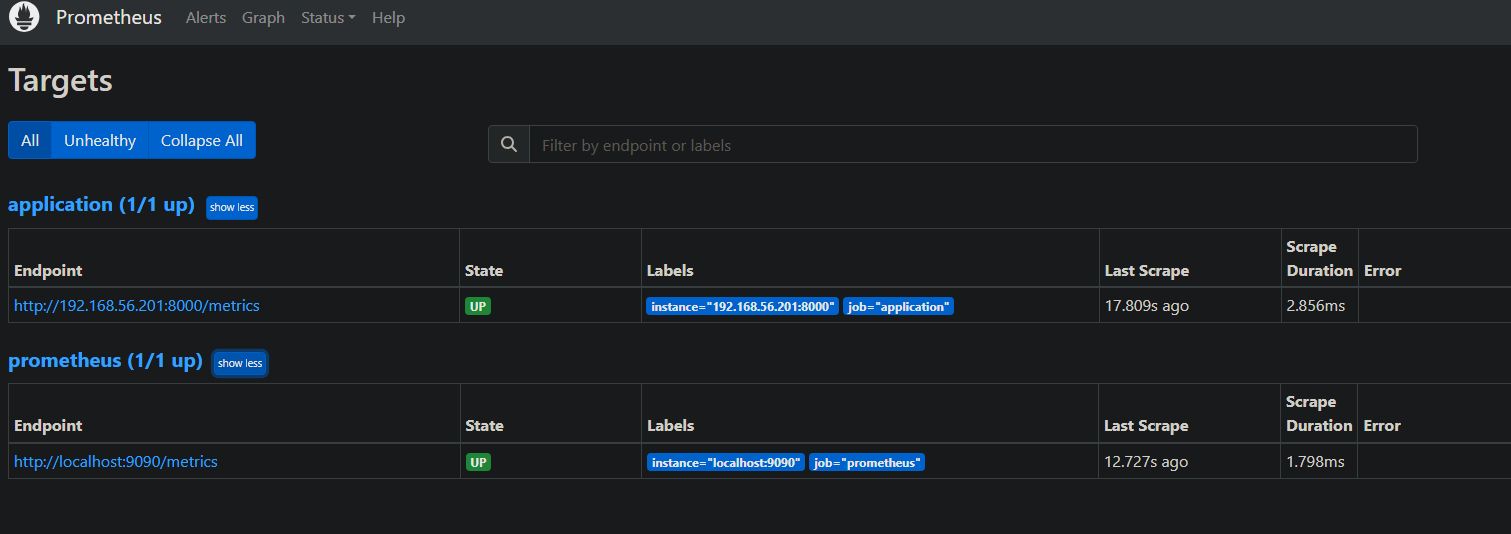 Prometheus Alerts Graph Status Help
Targets
All Unhealthy Collapse All
Filter by endpoint or labels
application (1/1 up) show less
Endpoint State Labels Last Scrape Scrape Duration Error
http://192.168.56.201:8000/metrics UP instance="192.168.56.201:8000" job="application" 17.809s ago 2.856ms
prometheus (1/1 up) show less
Endpoint State Labels Last Scrape Scrape Duration Error
http://localhost:9090/metrics UP instance="localhost:9090" job="prometheus" 12.727s ago 1.798ms